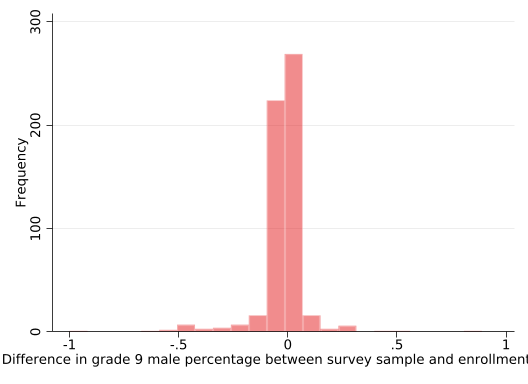 300
200
100
0
Frequency
-1 -.5 0 .5 1
Difference in grade 9 male percentage between survey sample and enrollment